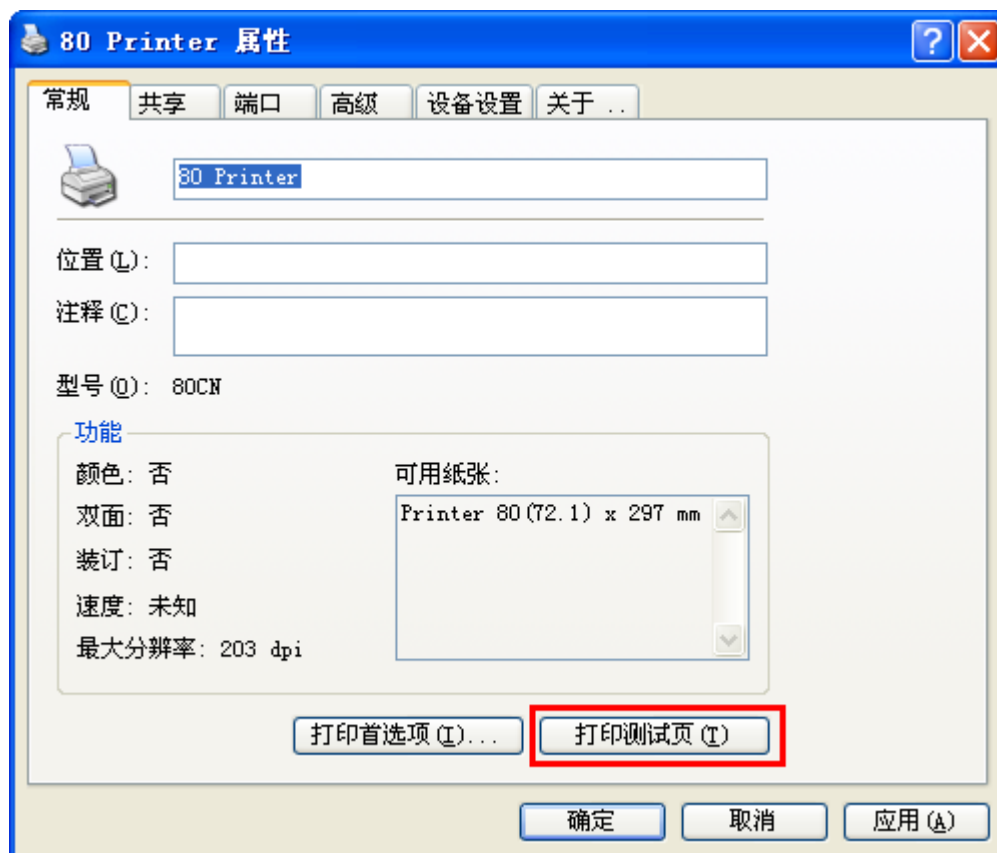 80 Printer 属性
常规 共享 端口 高级 设备设置 关于 ..
80 Printer
位置(L):
注释(C):
型号(O): 80CN
功能
颜色: 否 可用纸张:
双面: 否 Printer 80(72.1) x 297 mm
装订: 否
速度: 未知
最大分辨率: 203 dpi
打印首选项(I)... 打印测试页(T)
确定 取消 应用(A)